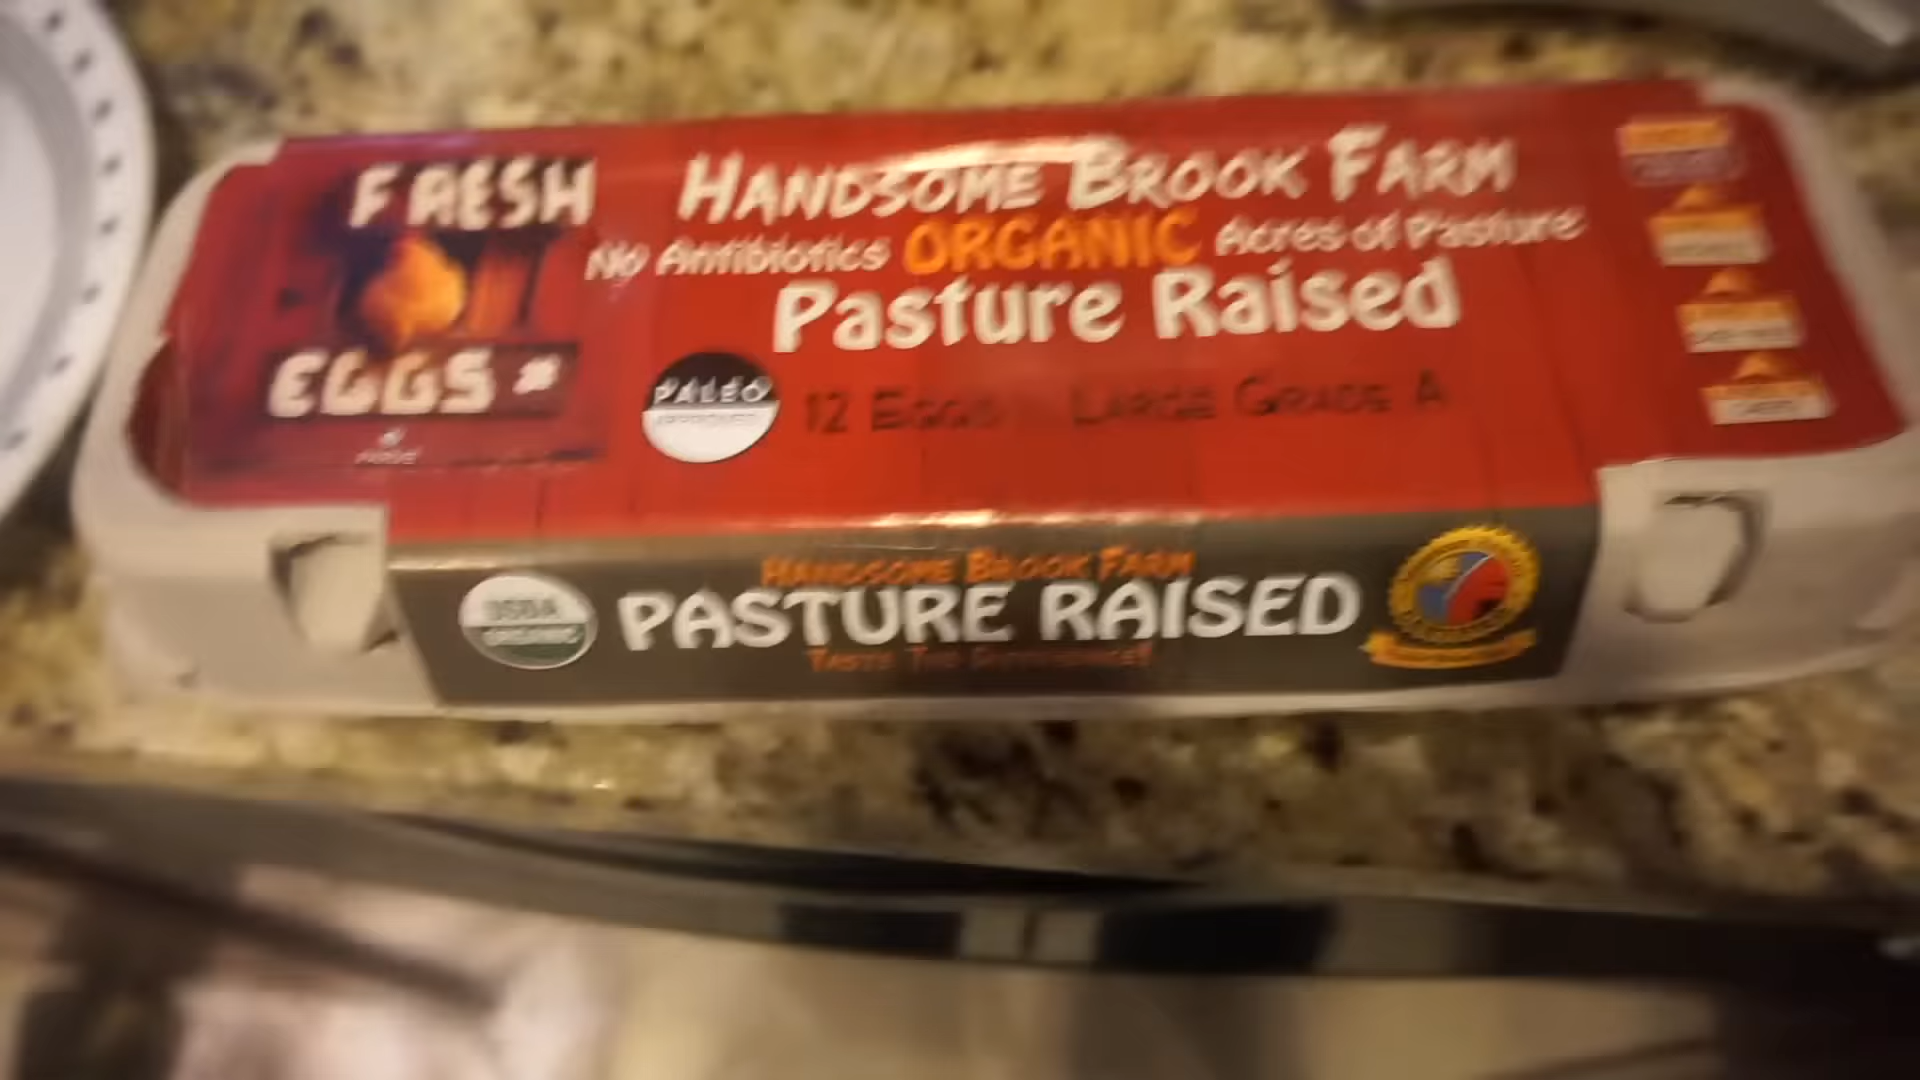 FRESH
EGGS
HANDSOME BROOK FARM
No Antibiotics ORGANIC Acres of Pasture
Pasture Raised
PALEO
12 EGGS LARGE GRADE A
HANDSOME BROOK FARM
USDA
ORGANIC
PASTURE RAISED